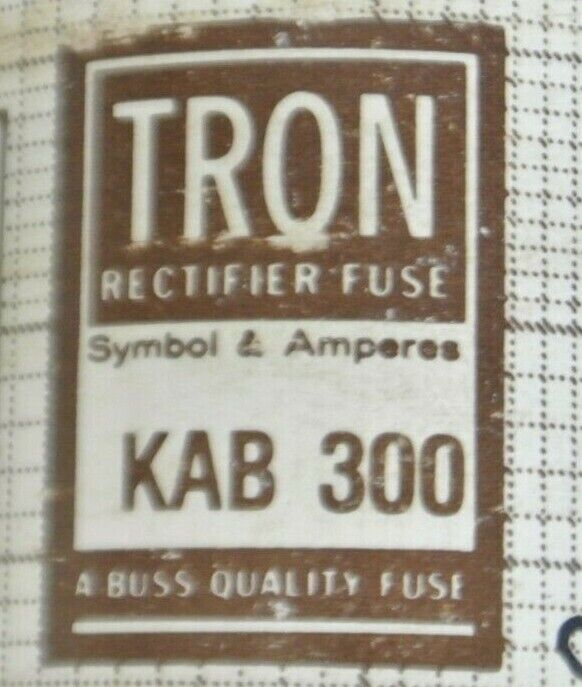 TRON
RECTIFIER FUSE
Symbol & Amperes
KAB 300
A BUSS QUALITY FUSE